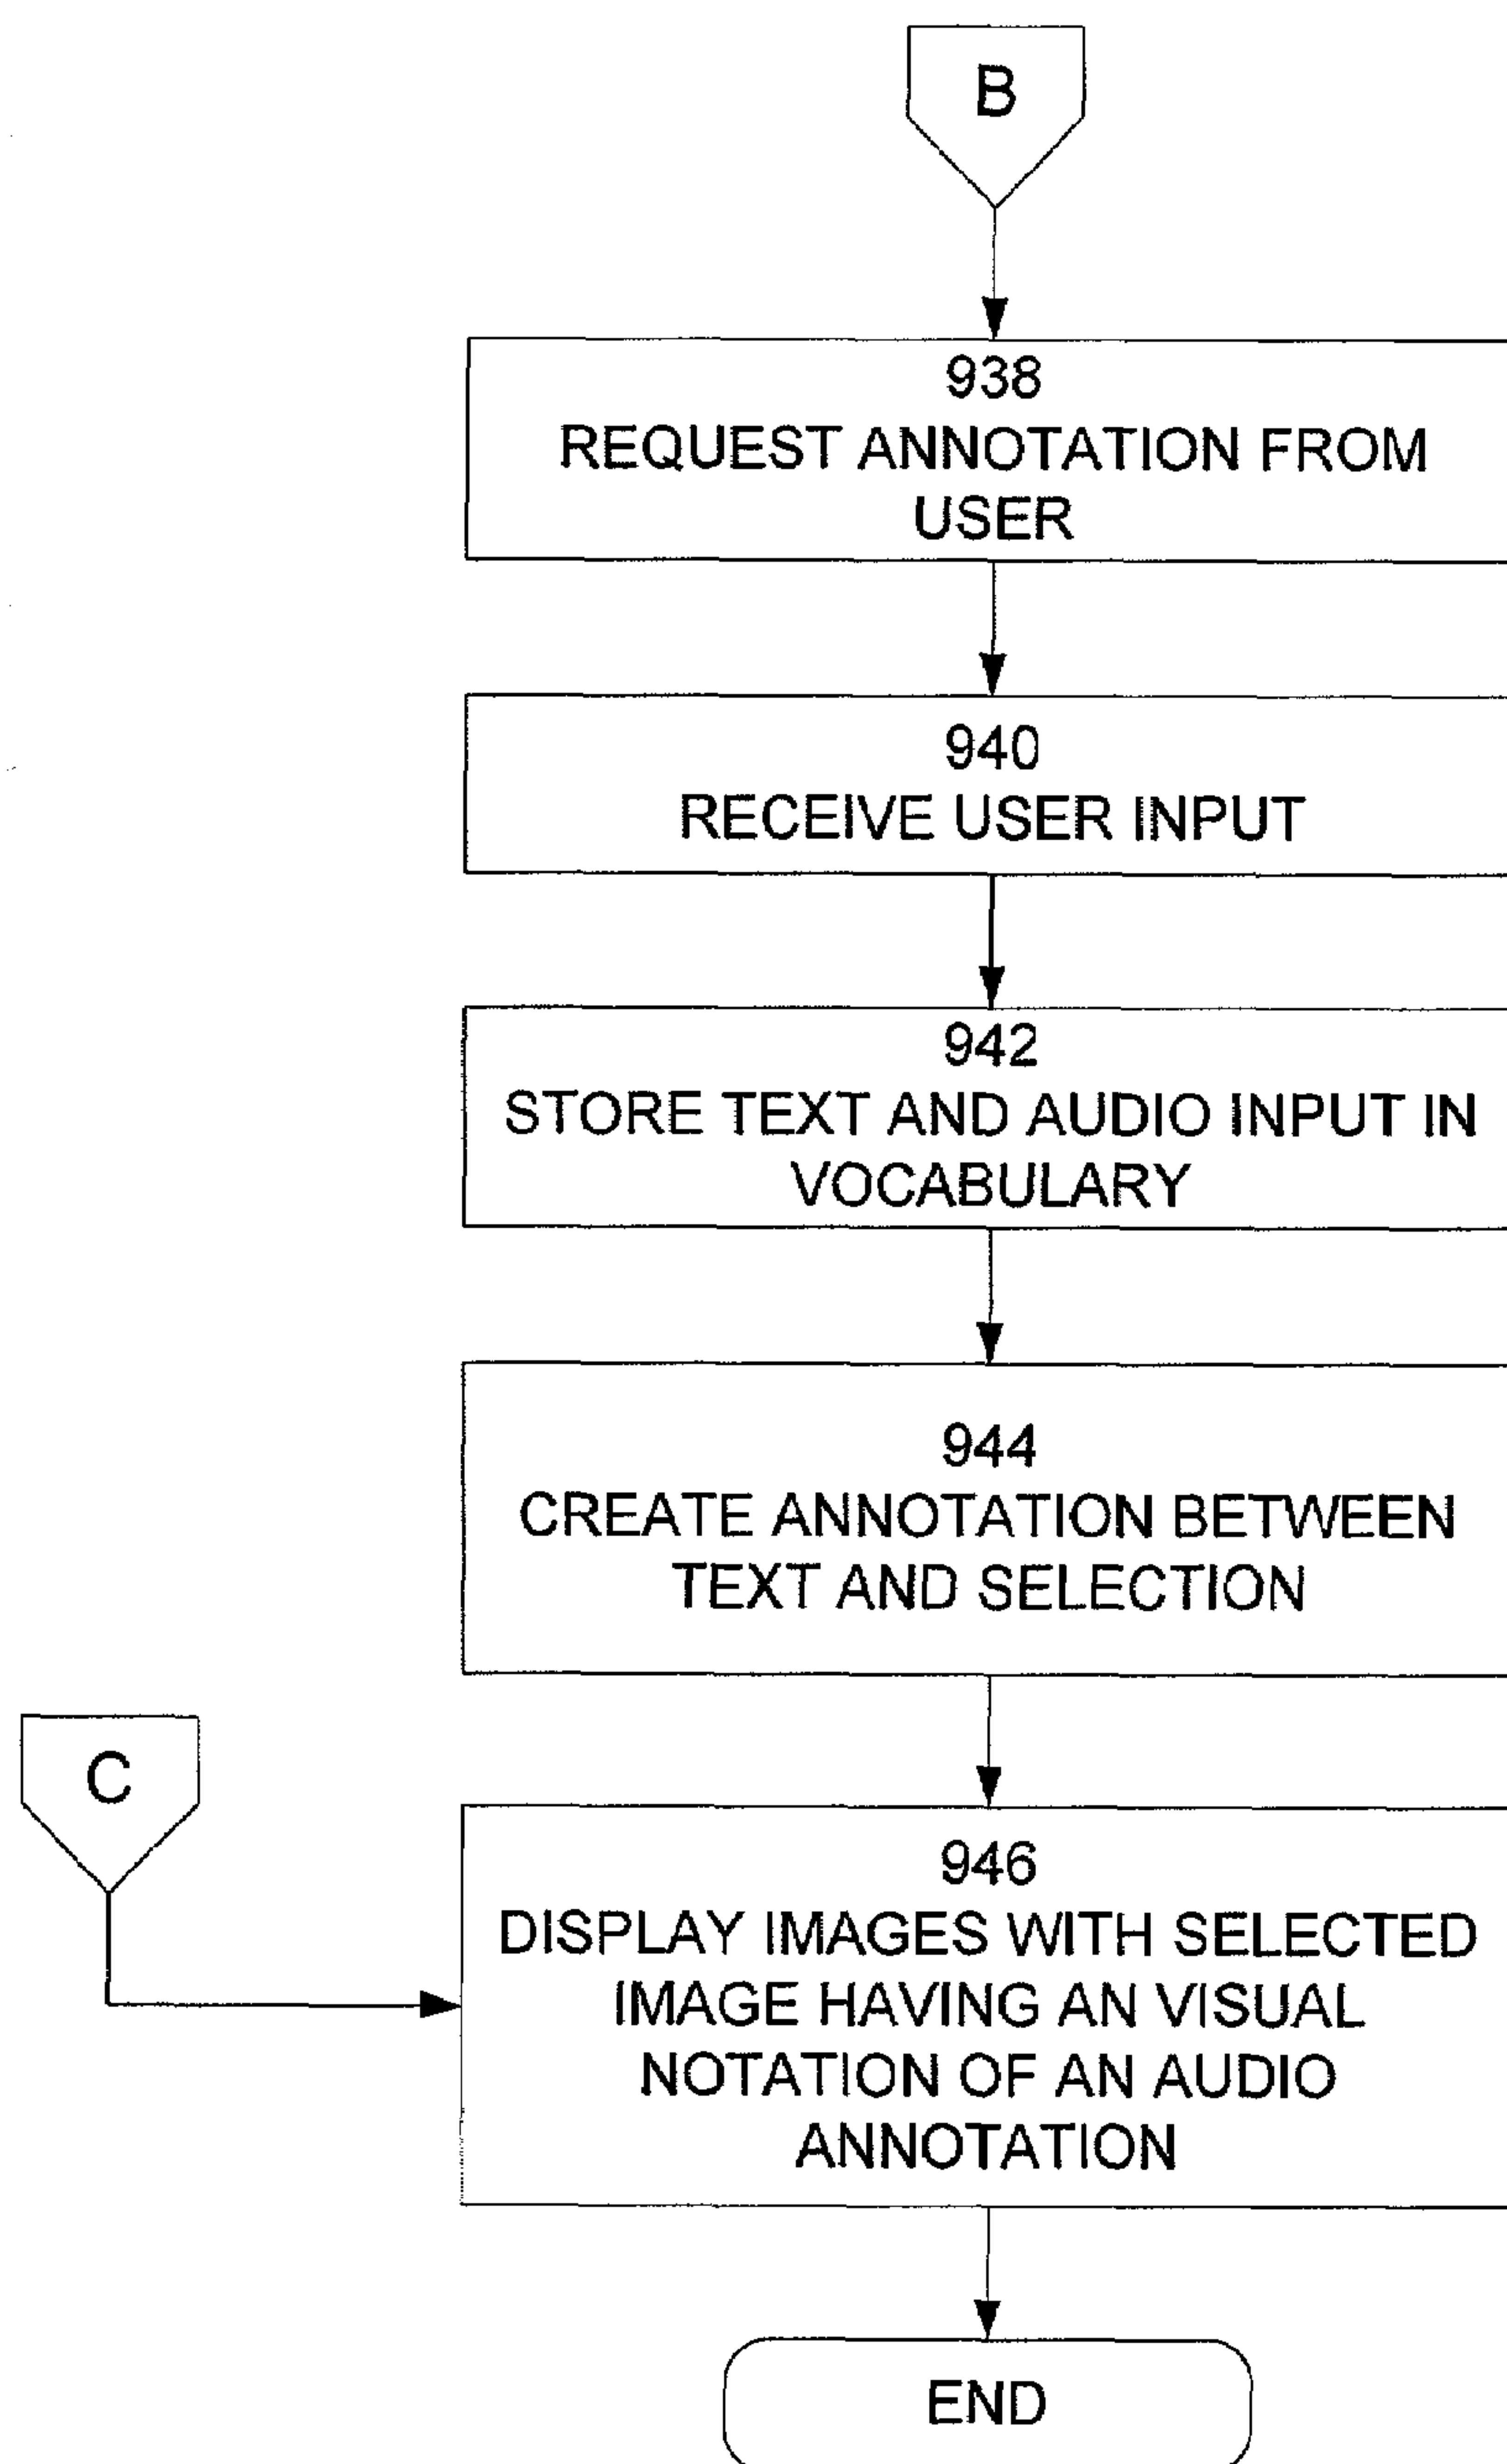 B
938
REQUEST ANNOTATION FROM
USER
940
RECEIVE USER INPUT
942
STORE TEXT AND AUDIO INPUT IN
VOCABULARY
944
CREATE ANNOTATION BETWEEN
TEXT AND SELECTION
C
946
DISPLAY IMAGES WITH SELECTED
IMAGE HAVING AN VISUAL
NOTATION OF AN AUDIO
ANNOTATION
END